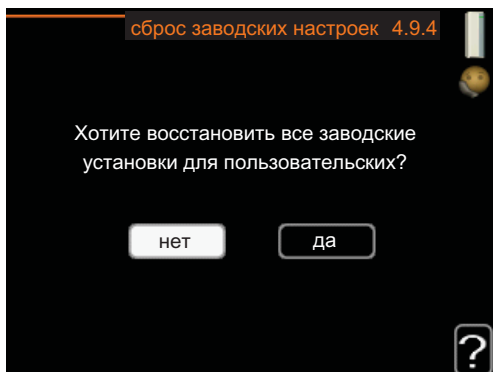 сброс заводских настроек 4.9.4
Хотите восстановить все заводские
установки для пользовательских?
нет
да
?